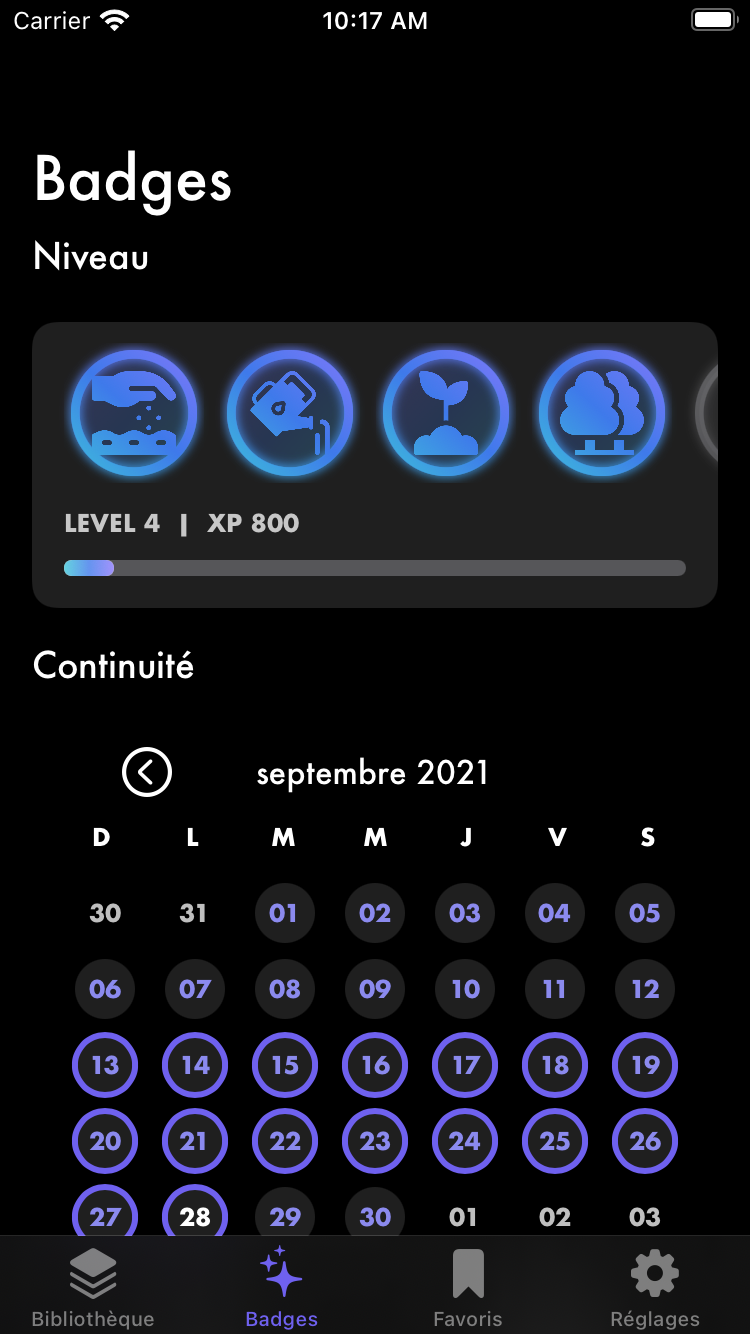 Carrier 10:17 AM
Badges
Niveau
LEVEL 4 | XP 800
Continuité
septembre 2021
D L M M J V S
30 31 01 02 03 04 05
06 07 08 09 10 11 12
13 14 15 16 17 18 19
20 21 22 23 24 25 26
27 28 29 30 01 02 03
Bibliothèque Badges Favoris Réglages